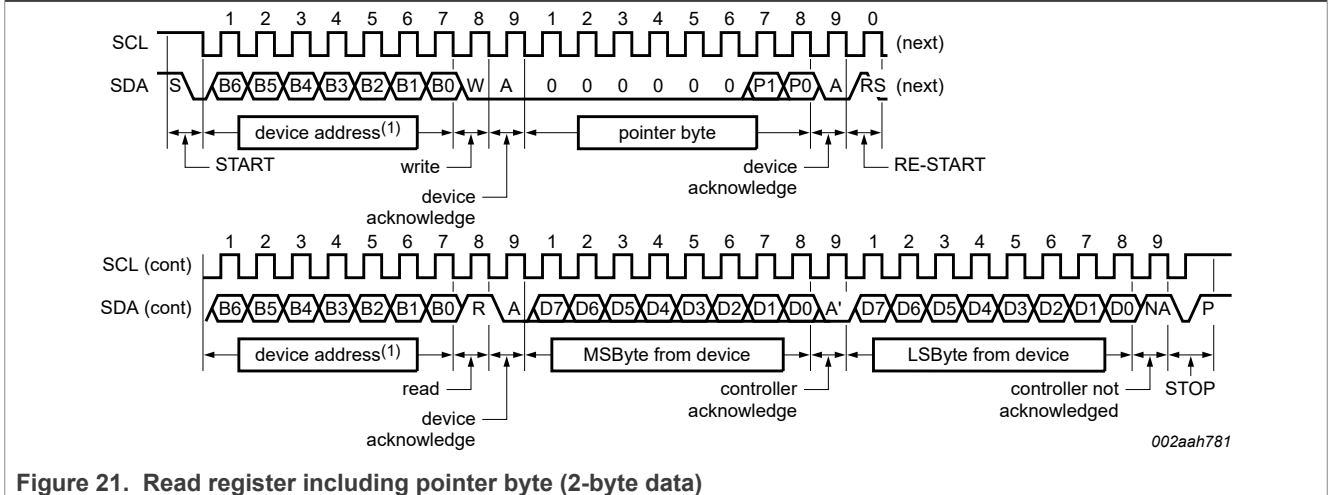 1 2 3 4 5 6 7 8 9 1 2 3 4 5 6 7 8 9 0
SCL (next)
SDA S B6 B5 B4 B3 B2 B1 B0 W A 0 0 0 0 0 0 P1 P0 A RS (next)
device address(1) pointer byte
START write device acknowledge RE-START
device
acknowledge
1 2 3 4 5 6 7 8 9 1 2 3 4 5 6 7 8 9 1 2 3 4 5 6 7 8 9
SCL (cont)
SDA (cont) B6 B5 B4 B3 B2 B1 B0 R A D7 D6 D5 D4 D3 D2 D1 D0 A' D7 D6 D5 D4 D3 D2 D1 D0 NA P
device address(1) MSByte from device LSByte from device
read controller acknowledge controller not acknowledged STOP
device
acknowledge
002aah781
Figure 21. Read register including pointer byte (2-byte data)